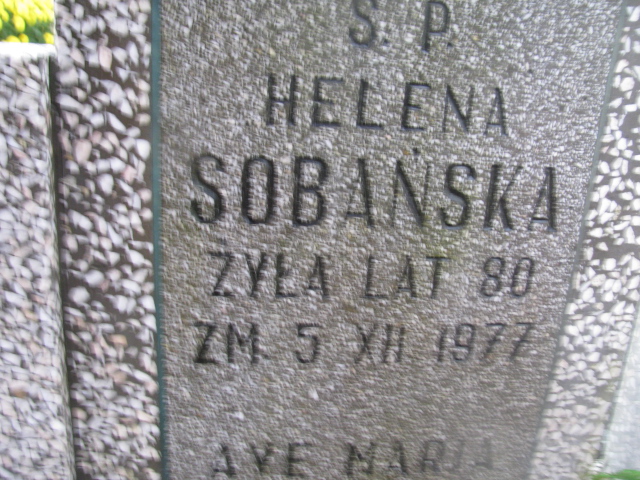 Ś. P.
HELENA
SOBAŃSKA
ŻYŁA LAT 80
ZM. 5 XII 1977
AVE MARIA